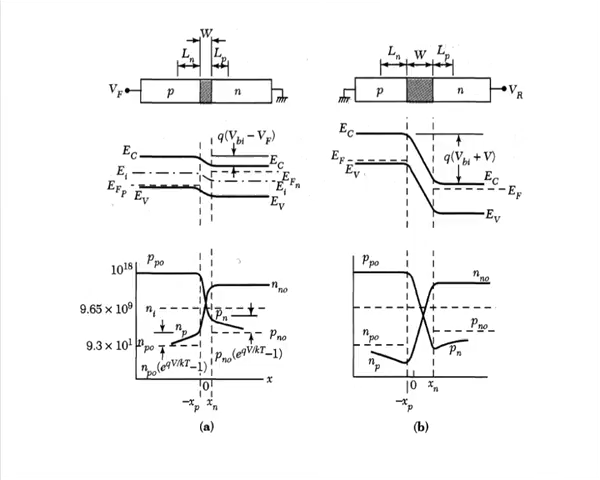 W
L_n L_p
V_F p n
q(V_bi − V_F)
E_C E_C
E_i E_Fn
E_Fp E_i
E_V E_V
p_po
10^18
n_no
9.65 × 10^9 n_i p_n
n_p p_no
9.3 × 10^1 n_po
n_po(e^qV/kT−1) p_no(e^qV/kT−1)
0 x
−x_p x_n
(a)
L_n W L_p
p n V_R
E_C
q(V_bi + V)
E_F E_C
E_V E_F
E_V
p_po
n_no
n_po p_no
n_p p_n
0 x_n
−x_p
(b)